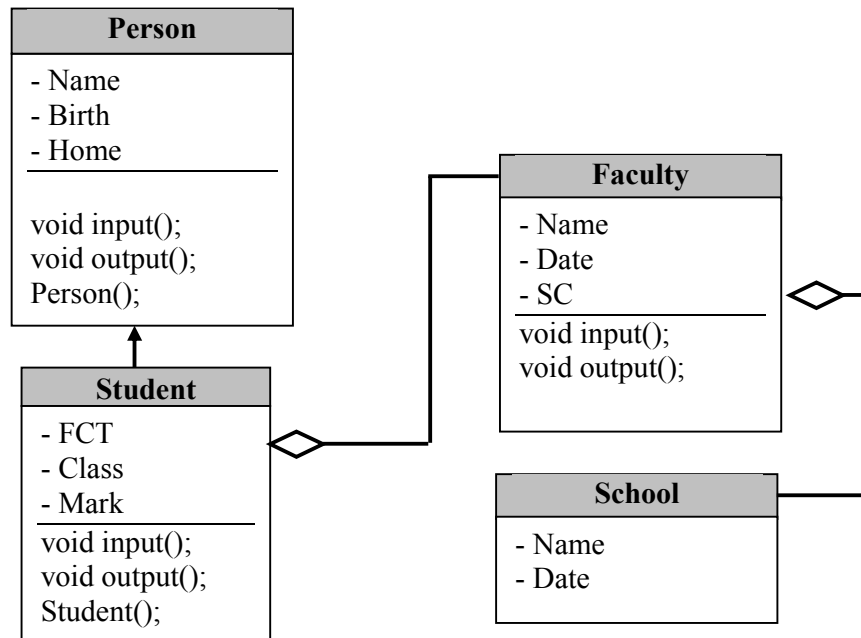 Person
- Name
- Birth
- Home
void input();
void output();
Person();
Student
- FCT
- Class
- Mark
void input();
void output();
Student();
Faculty
- Name
- Date
- SC
void input();
void output();
School
- Name
- Date